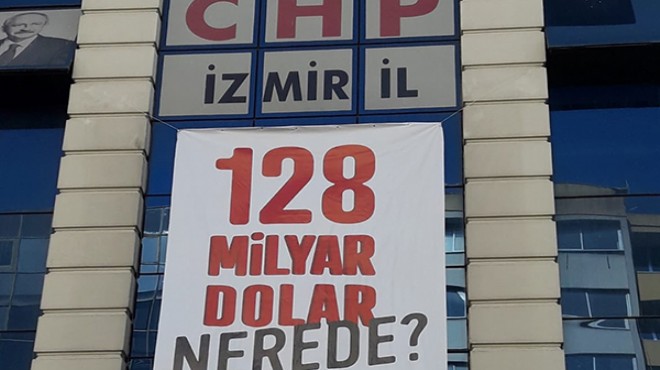 CHP
İZMİR İL
128
MİLYAR
DOLAR
NEREDE?